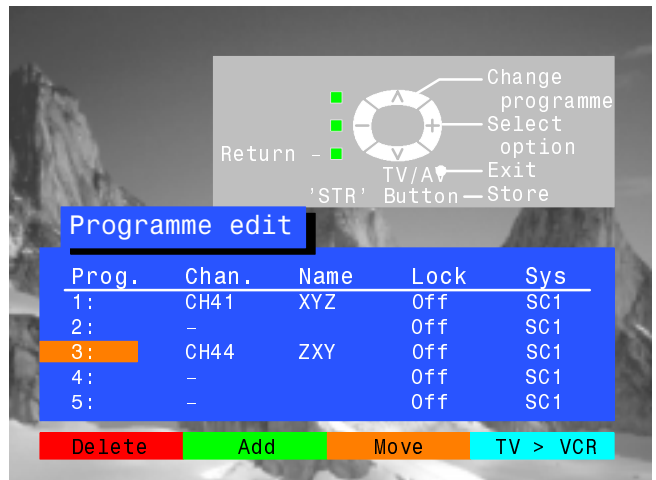 Change
programme
Select
option
Return –
Exit
TV/AV
'STR' Button
Store
Programme edit
Prog. Chan. Name Lock Sys
1: CH41 XYZ Off SC1
2: – Off SC1
3: CH44 ZXY Off SC1
4: – Off SC1
5: – Off SC1
Delete Add Move TV > VCR